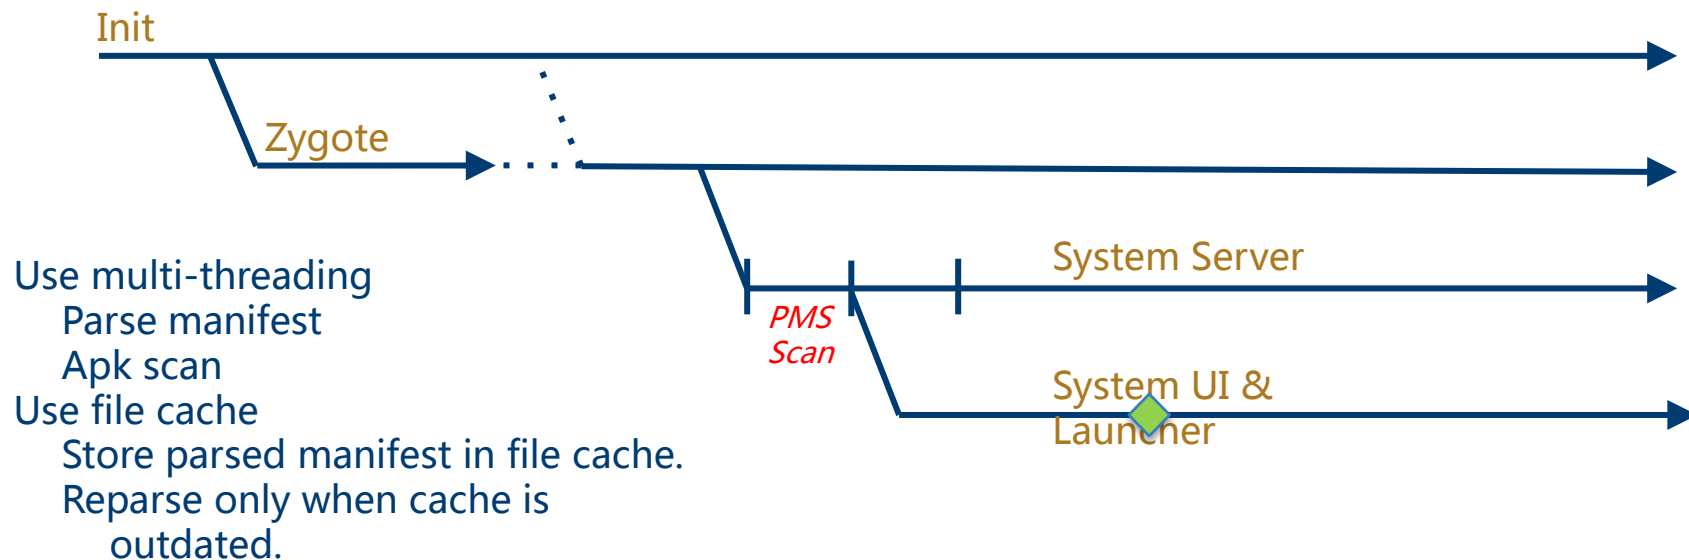 Init
Zygote
System Server
Use multi-threading
Parse manifest
Apk scan
Use file cache
Store parsed manifest in file cache.
Reparse only when cache is
outdated.
PMS
Scan
System UI &
Launcher